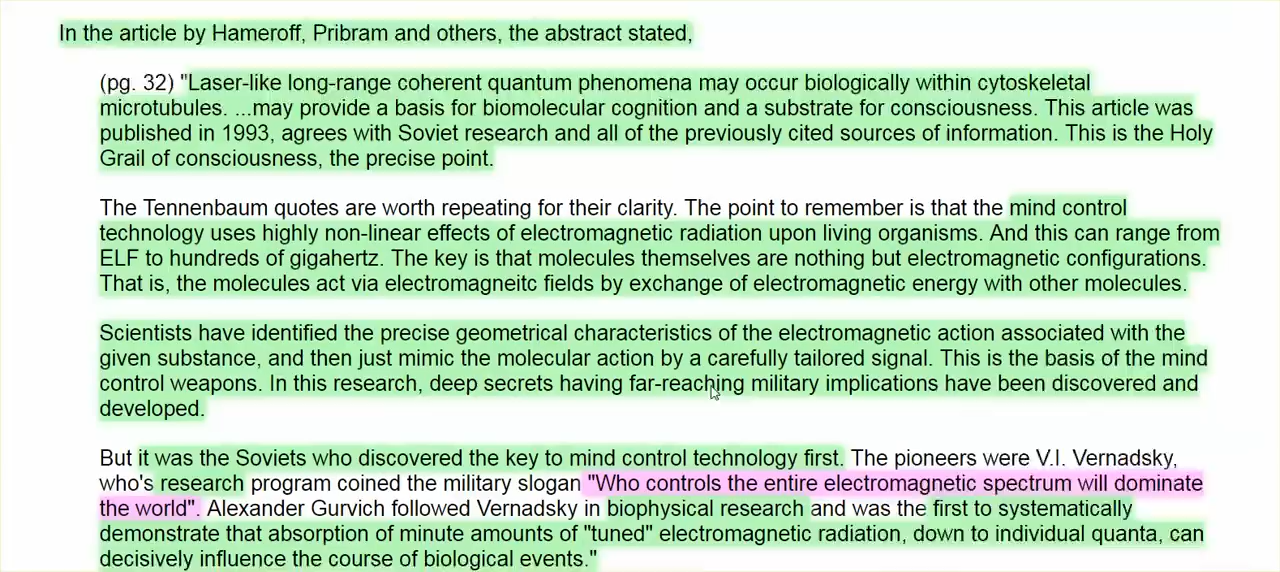 In the article by Hameroff, Pribram and others, the abstract stated,
(pg. 32) "Laser-like long-range coherent quantum phenomena may occur biologically within cytoskeletal
microtubules. ...may provide a basis for biomolecular cognition and a substrate for consciousness. This article was
published in 1993, agrees with Soviet research and all of the previously cited sources of information. This is the Holy
Grail of consciousness, the precise point.
The Tennenbaum quotes are worth repeating for their clarity. The point to remember is that the mind control
technology uses highly non-linear effects of electromagnetic radiation upon living organisms. And this can range from
ELF to hundreds of gigahertz. The key is that molecules themselves are nothing but electromagnetic configurations.
That is, the molecules act via electromagneitc fields by exchange of electromagnetic energy with other molecules.
Scientists have identified the precise geometrical characteristics of the electromagnetic action associated with the
given substance, and then just mimic the molecular action by a carefully tailored signal. This is the basis of the mind
control weapons. In this research, deep secrets having far-reaching military implications have been discovered and
developed.
But it was the Soviets who discovered the key to mind control technology first. The pioneers were V.I. Vernadsky,
who's research program coined the military slogan "Who controls the entire electromagnetic spectrum will dominate
the world". Alexander Gurvich followed Vernadsky in biophysical research and was the first to systematically
demonstrate that absorption of minute amounts of "tuned" electromagnetic radiation, down to individual quanta, can
decisively influence the course of biological events."